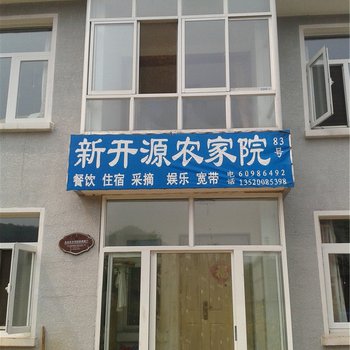 新开源农家院 83号
餐饮 住宿 采摘 娱乐 宽带 电话 60986492
13520085398